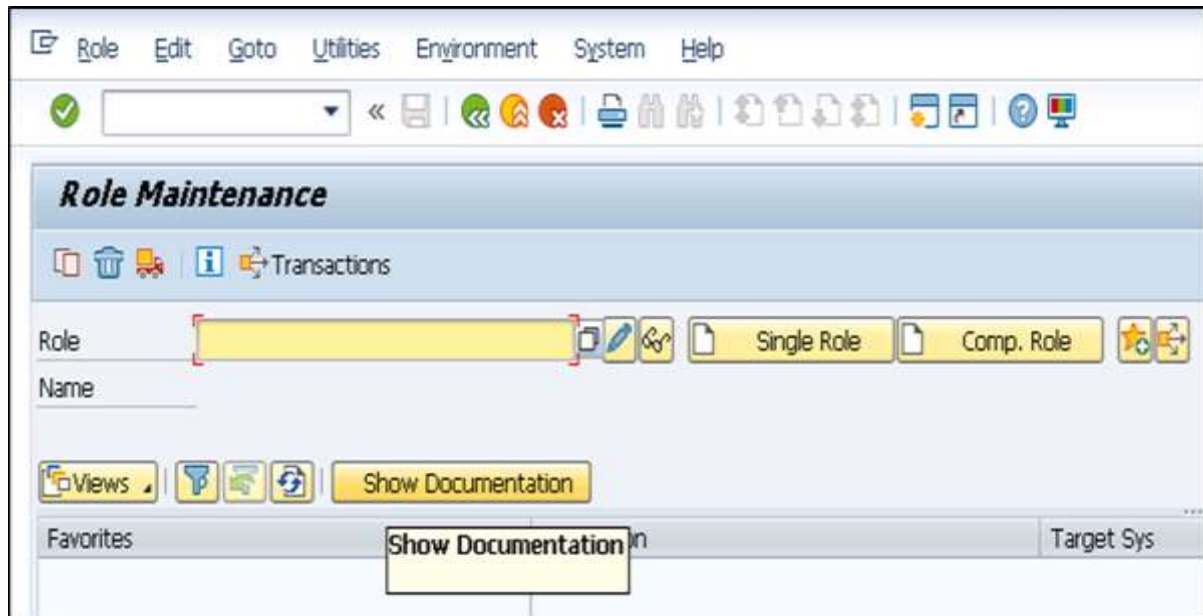 Role Edit Goto Utilities Environment System Help
Role Maintenance
Transactions
Role Single Role Comp. Role
Name
Views Show Documentation
Favorites Target Sys
Show Documentation